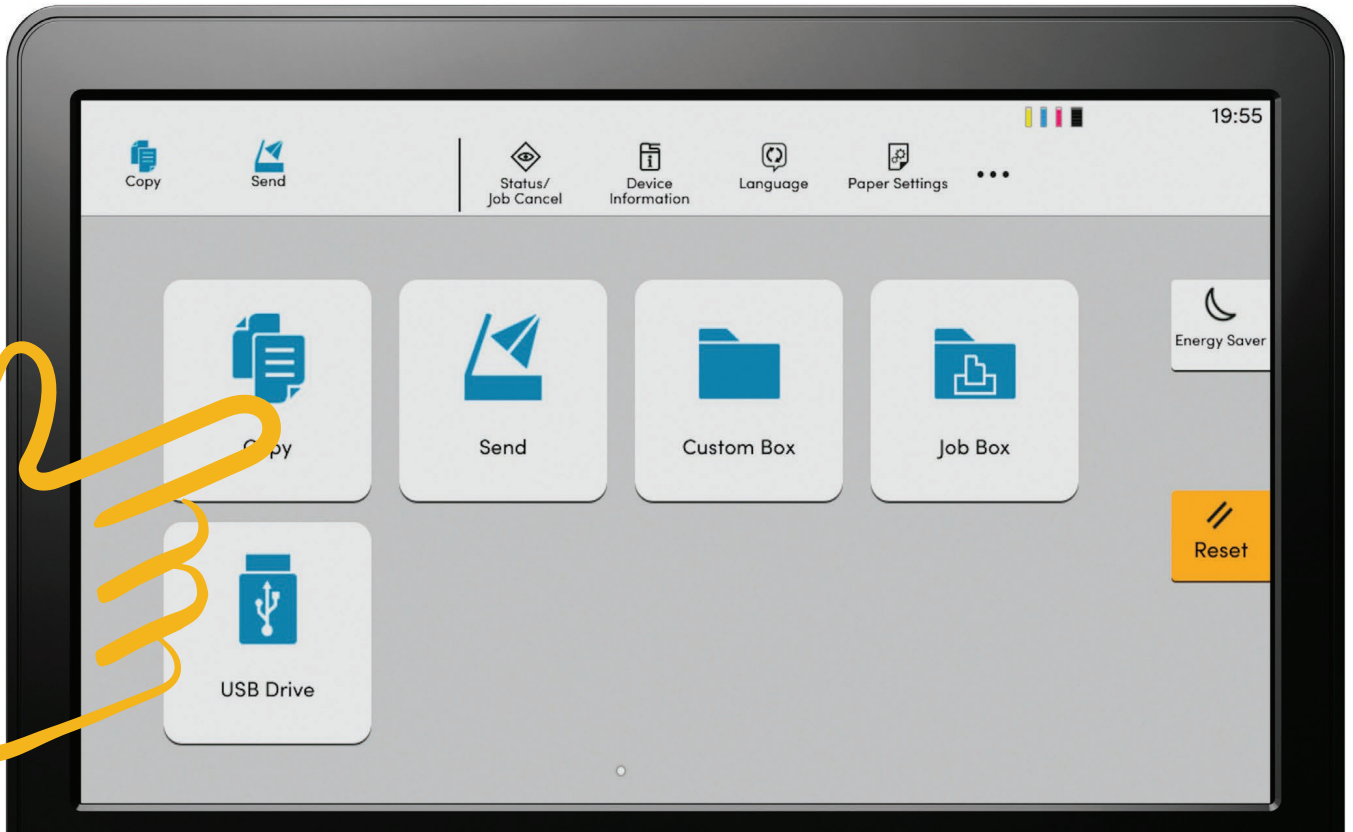 19:55
Copy
Send
Status/
Job Cancel
Device
Information
Language
Paper Settings
Energy Saver
Copy
Send
Custom Box
Job Box
Reset
USB Drive